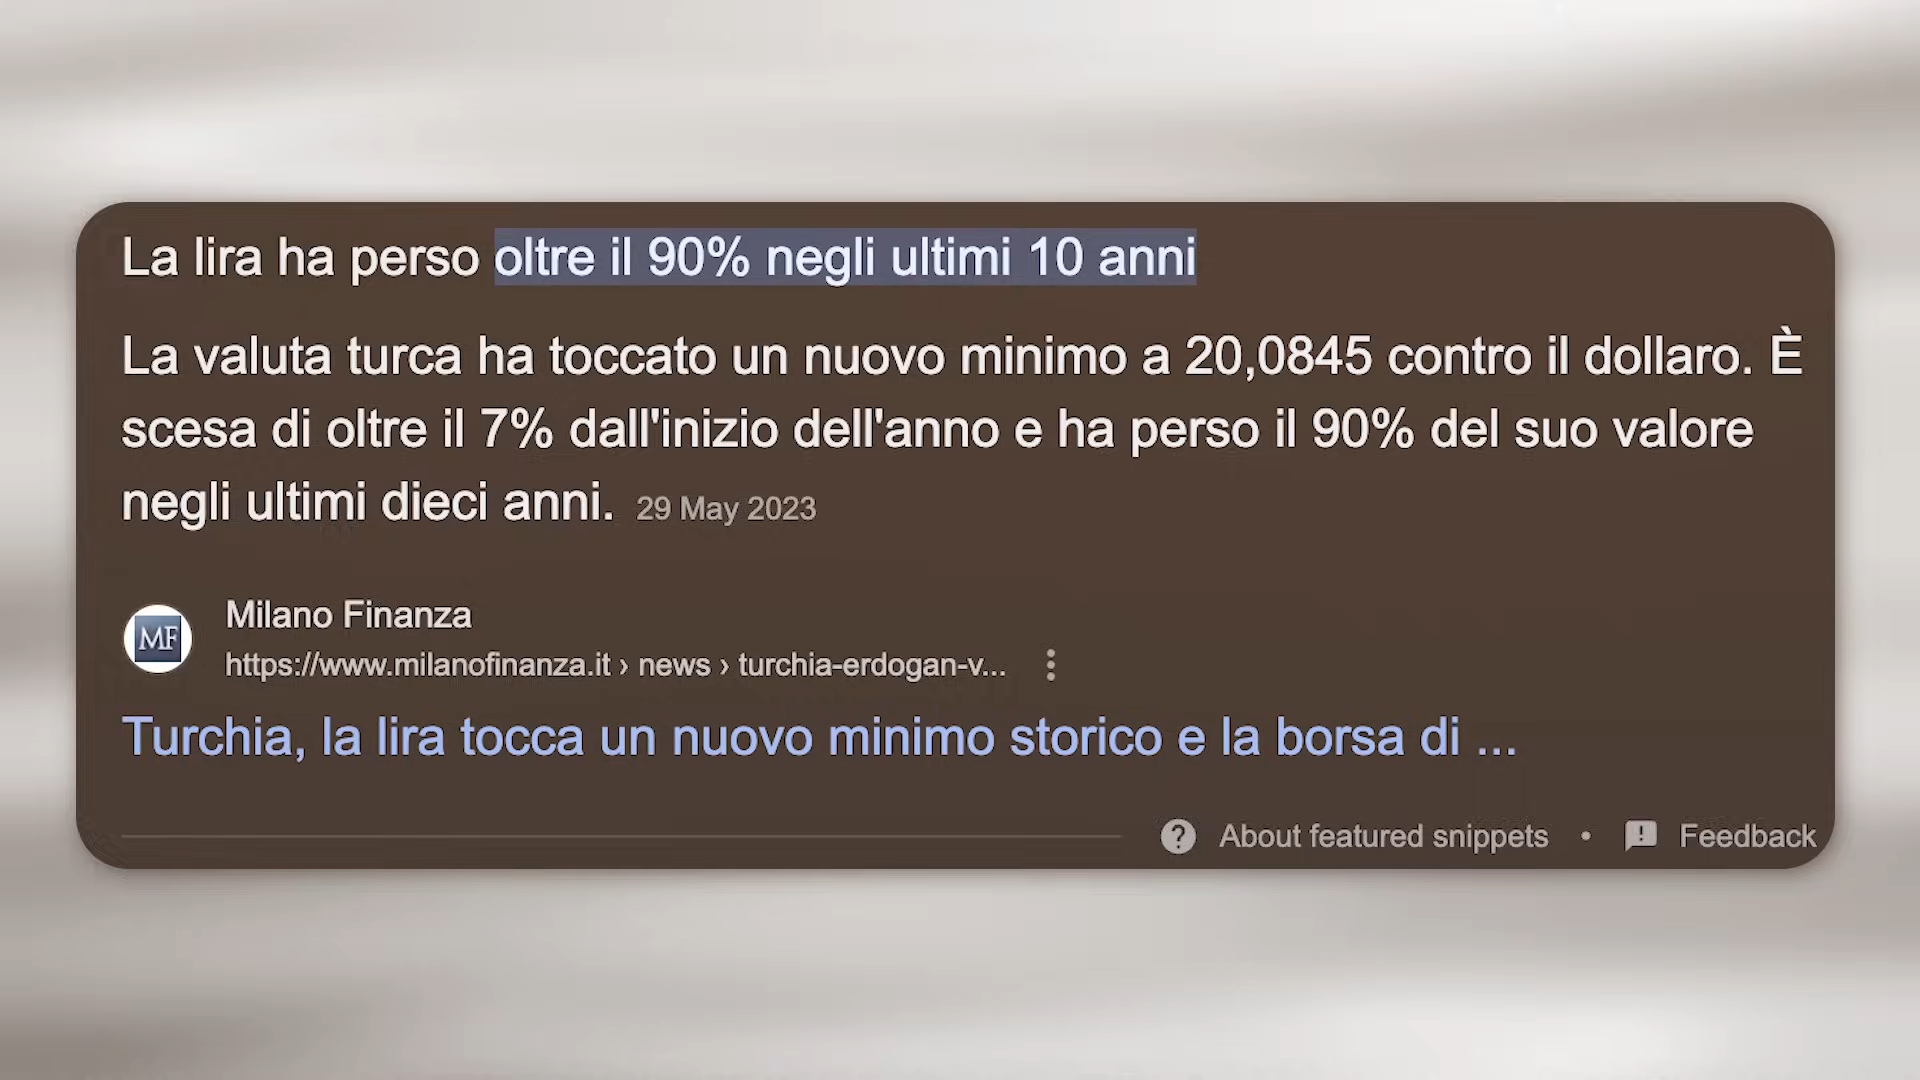 La lira ha perso oltre il 90% negli ultimi 10 anni
La valuta turca ha toccato un nuovo minimo a 20,0845 contro il dollaro. È
scesa di oltre il 7% dall'inizio dell'anno e ha perso il 90% del suo valore
negli ultimi dieci anni. 29 May 2023
MF
Milano Finanza
https://www.milanofinanza.it › news › turchia-erdogan-v...
Turchia, la lira tocca un nuovo minimo storico e la borsa di ...
About featured snippets • Feedback